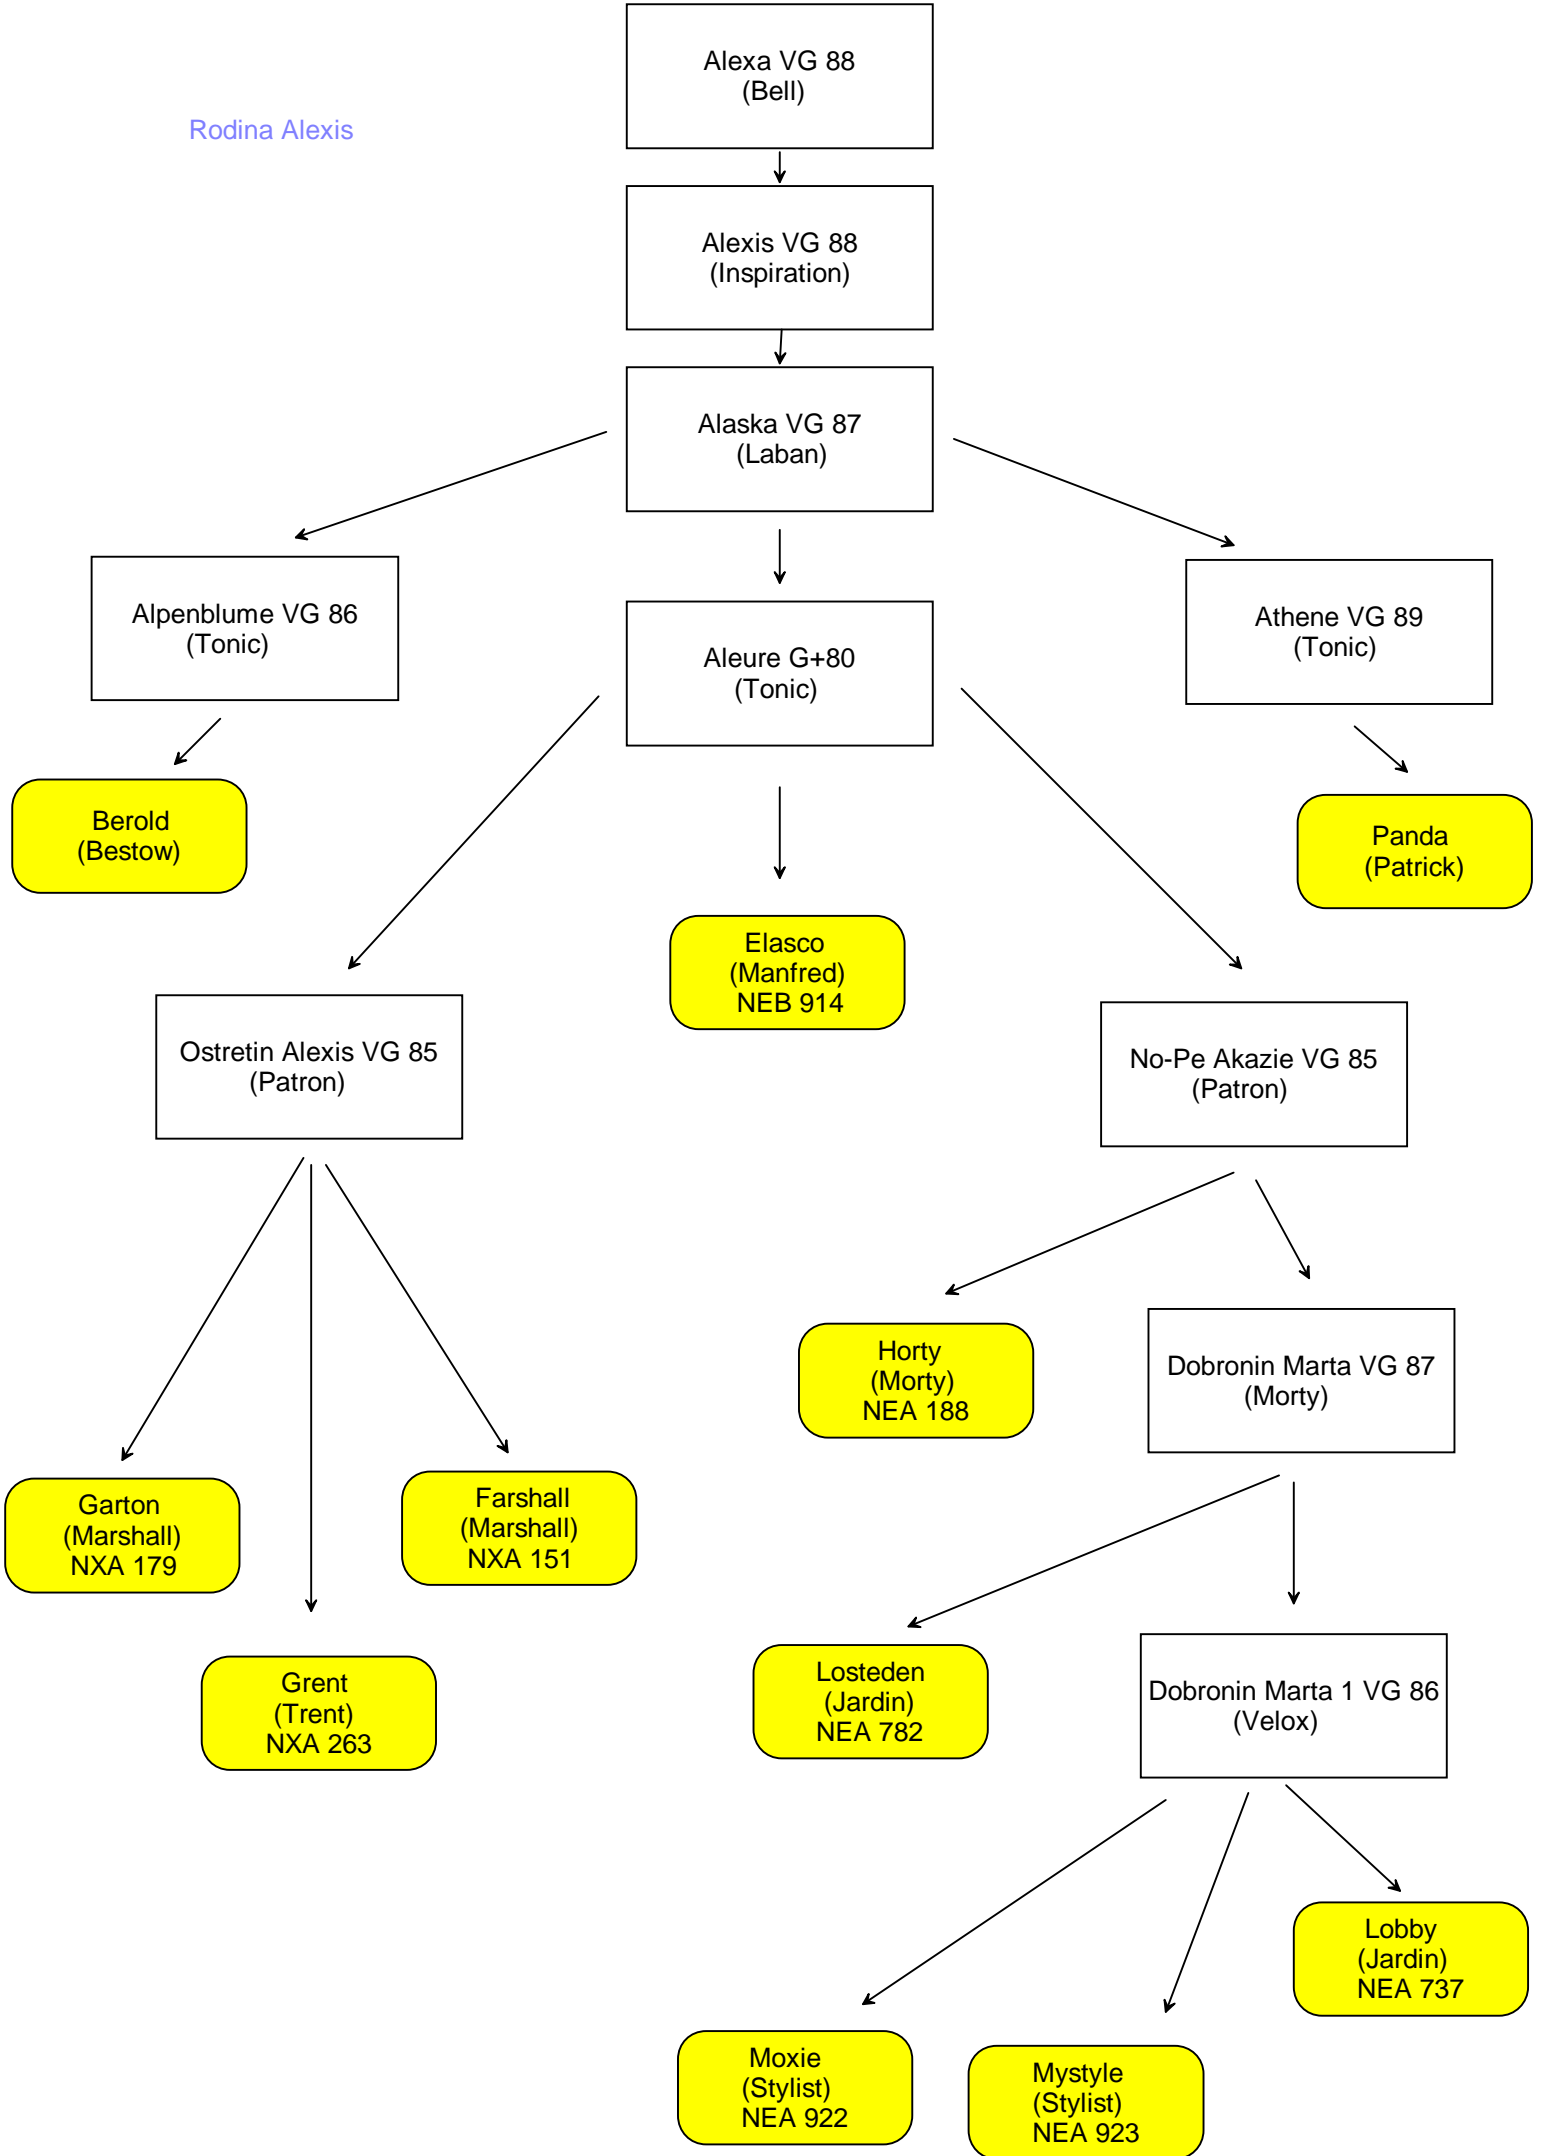 Alexa VG 88
(Bell)
Rodina Alexis
Alexis VG 88
(Inspiration)
Alaska VG 87
(Laban)
Alpenblume VG 86
(Tonic)
Aleure G+80
(Tonic)
Athene VG 89
(Tonic)
Berold
(Bestow)
Panda
(Patrick)
Elasco
(Manfred)
NEB 914
Ostretin Alexis VG 85
(Patron)
No-Pe Akazie VG 85
(Patron)
Horty
(Morty)
NEA 188
Dobronin Marta VG 87
(Morty)
Garton
(Marshall)
NXA 179
Farshall
(Marshall)
NXA 151
Grent
(Trent)
NXA 263
Losteden
(Jardin)
NEA 782
Dobronin Marta 1 VG 86
(Velox)
Lobby
(Jardin)
NEA 737
Moxie
(Stylist)
NEA 922
Mystyle
(Stylist)
NEA 923